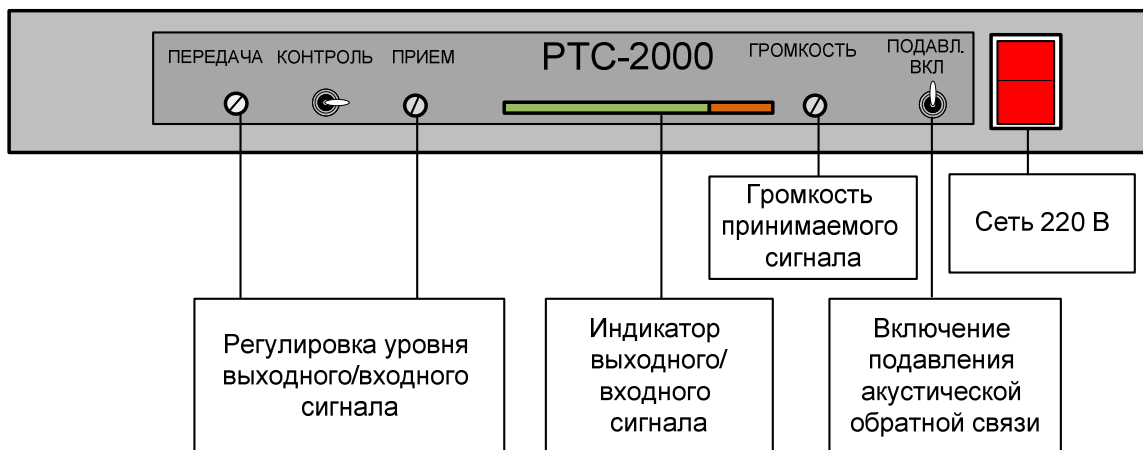 ПЕРЕДАЧА КОНТРОЛЬ ПРИЕМ РТС-2000 ГРОМКОСТЬ ПОДАВЛ.
ВКЛ
Громкость
принимаемого
сигнала
Сеть 220 В
Регулировка уровня
выходного/входного
сигнала
Индикатор
выходного/
входного
сигнала
Включение
подавления
акустической
обратной связи